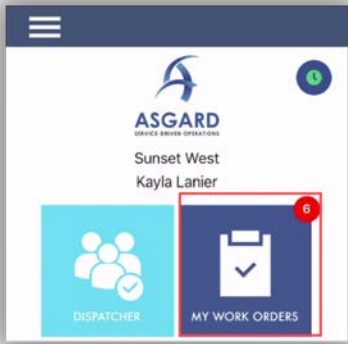 ASGARD
SERVICE DRIVEN OPERATIONS
Sunset West
Kayla Lanier
6
DISPATCHER
MY WORK ORDERS